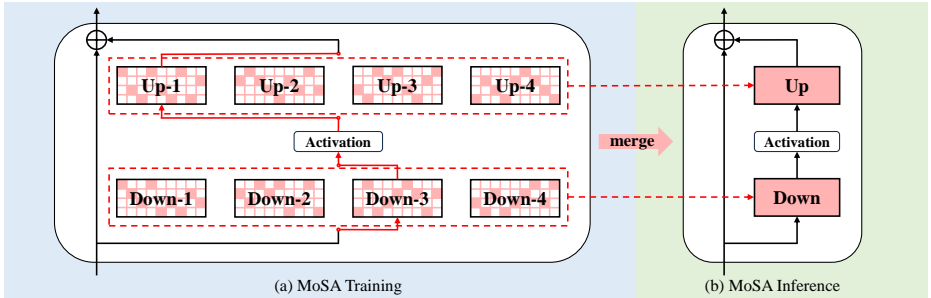 Up-1 Up-2 Up-3 Up-4 Up
Activation merge Activation
Down-1 Down-2 Down-3 Down-4 Down
(a) MoSA Training (b) MoSA Inference